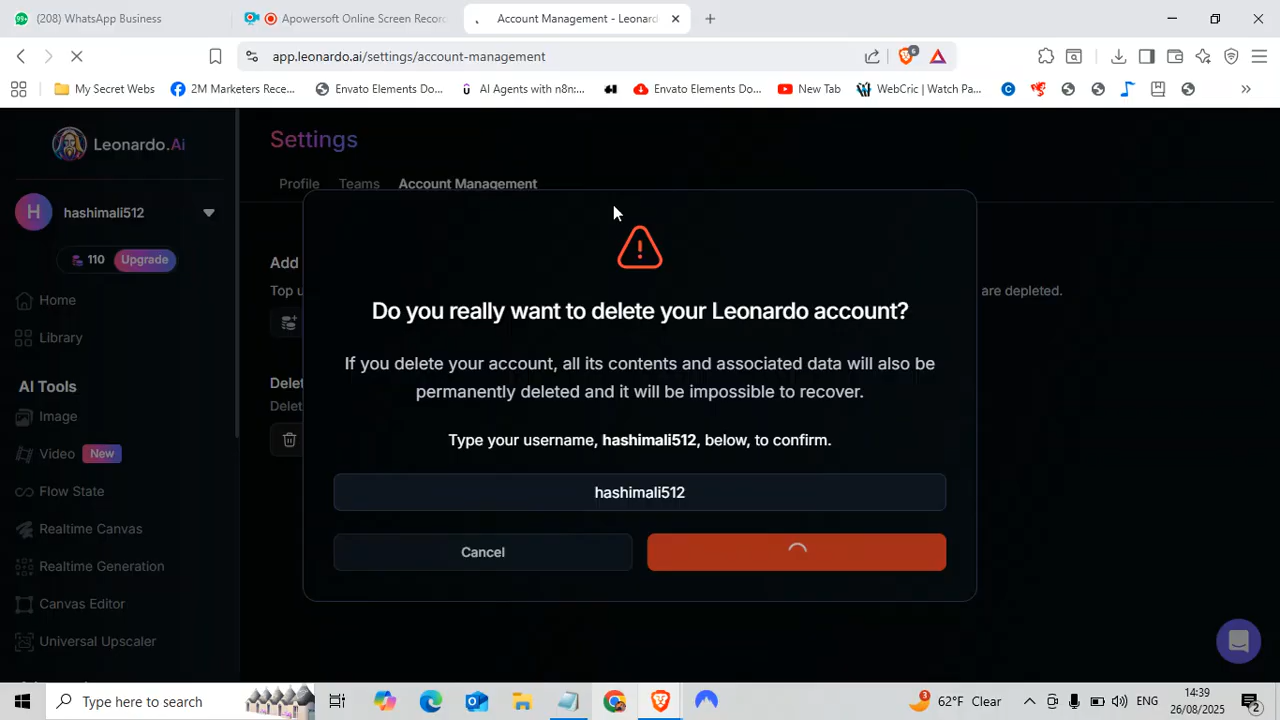 (208) WhatsApp Business
Apowersoft Online Screen Recorc
Account Management - Leonard
app.leonardo.ai/settings/account-management
6
My Secret Webs
2M Marketers Rece...
Envato Elements Do...
AI Agents with n8n:...
Envato Elements Do...
New Tab
WebCric | Watch Pa...
Leonardo.Ai
hashimali512
110
Upgrade
Home
Library
AI Tools
Image
Video
New
Flow State
Realtime Canvas
Realtime Generation
Canvas Editor
Universal Upscaler
Settings
Profile
Teams
Account Management
Add
Top u
are depleted.
Delet
Delet
Do you really want to delete your Leonardo account?
If you delete your account, all its contents and associated data will also be
permanently deleted and it will be impossible to recover.
Type your username, hashimali512, below, to confirm.
hashimali512
Cancel
Type here to search
3
62°F Clear
ENG
14:39
26/08/2025
2